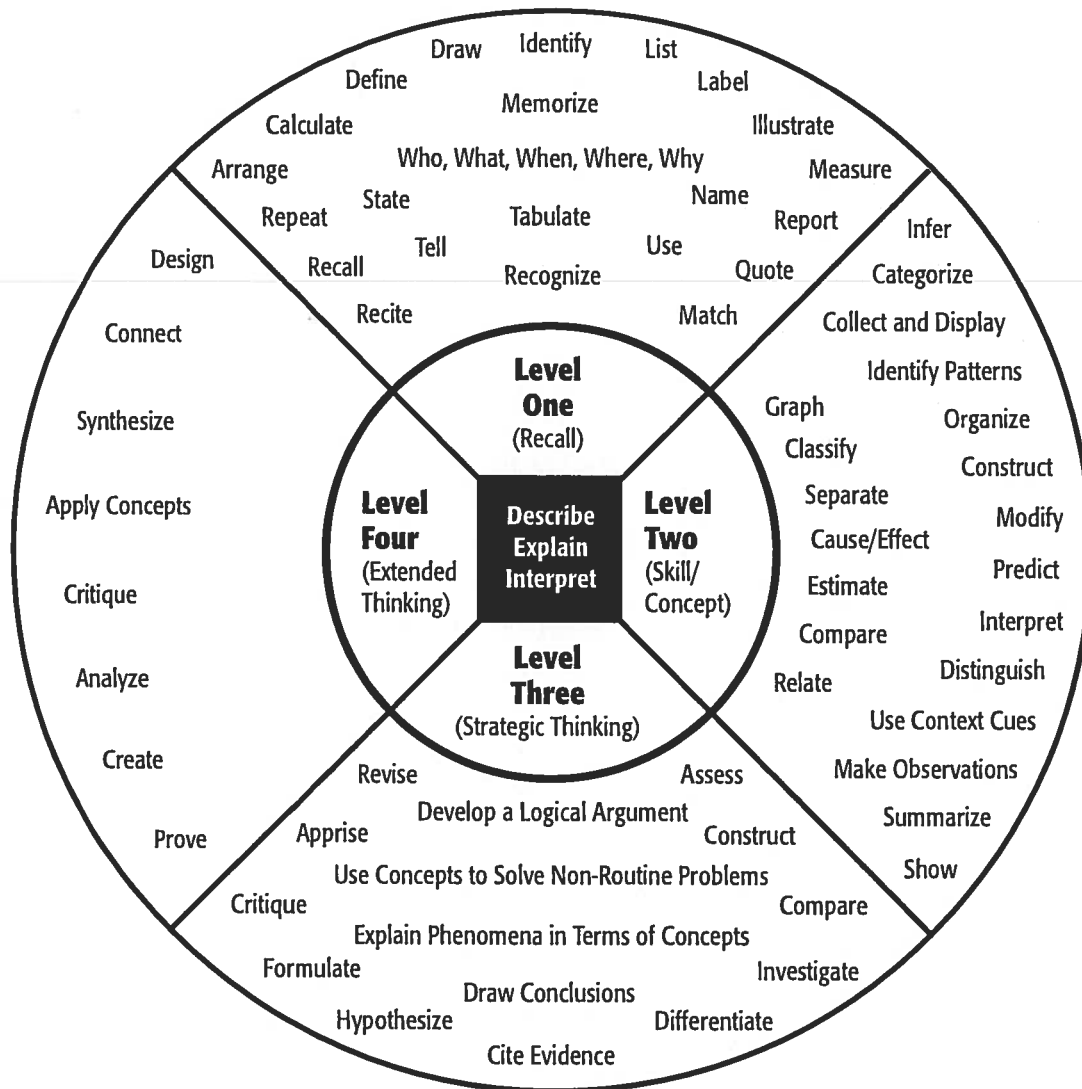 Draw
Identify
List
Define
Label
Memorize
Calculate
Illustrate
Who, What, When, Where, Why
Arrange
Measure
State
Name
Repeat
Tabulate
Report
Tell
Use
Recall
Recognize
Quote
Recite
Match
Infer
Categorize
Collect and Display
Identify Patterns
Graph
Organize
Classify
Construct
Separate
Modify
Cause/Effect
Predict
Estimate
Interpret
Compare
Distinguish
Relate
Use Context Cues
Make Observations
Summarize
Show
Level
One
(Recall)
Level
Two
(Skill/
Concept)
Level
Three
(Strategic Thinking)
Level
Four
(Extended
Thinking)
Describe
Explain
Interpret
Revise
Assess
Develop a Logical Argument
Apprise
Construct
Use Concepts to Solve Non-Routine Problems
Critique
Compare
Explain Phenomena in Terms of Concepts
Formulate
Investigate
Draw Conclusions
Hypothesize
Differentiate
Cite Evidence
Design
Connect
Synthesize
Apply Concepts
Critique
Analyze
Create
Prove